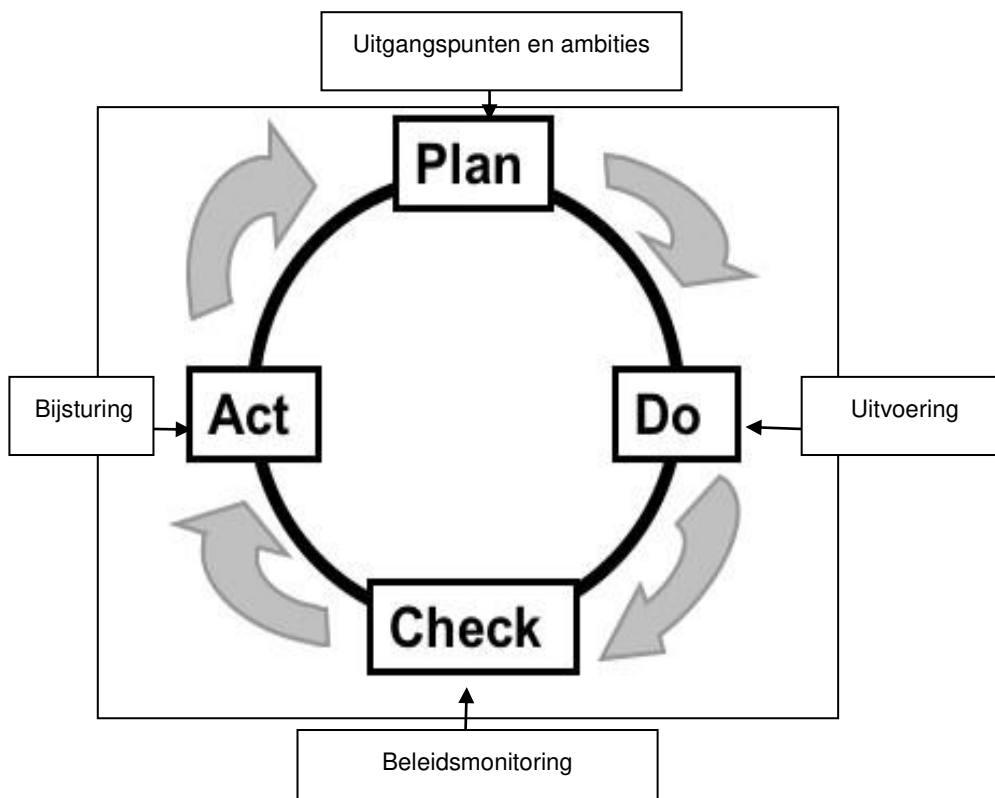 Uitgangspunten en ambities
Plan
Bijsturing
Act
Do
Uitvoering
Check
Beleidsmonitoring